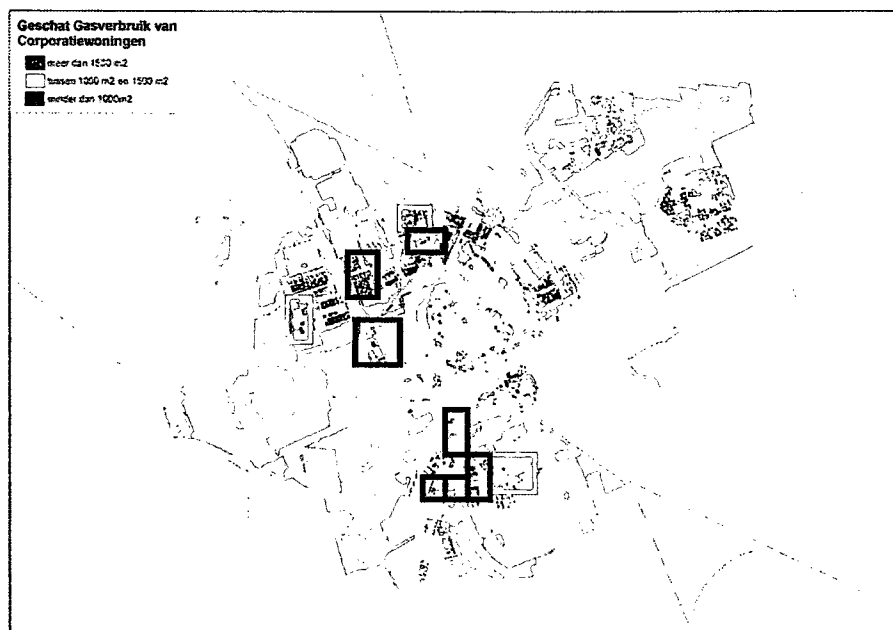 Geschat Gasverbruik van
Corporatiewoningen
meer dan 1500 m2
tussen 1000 m2 en 1500 m2
minder dan 1000m2